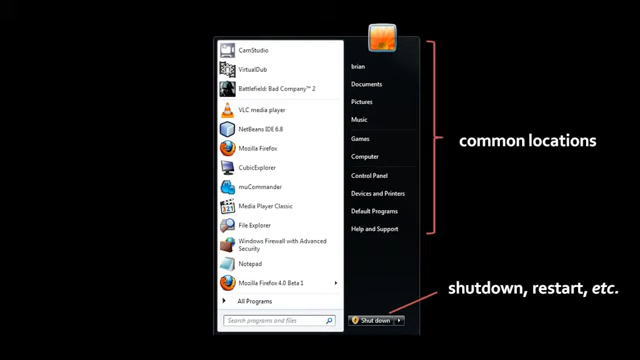 CamStudio
VirtualDub
Battlefield: Bad Company™ 2
VLC media player
NetBeans IDE 6.8
Mozilla Firefox
CubicExplorer
muCommander
Media Player Classic
File Explorer
Windows Firewall with Advanced
Security
Notepad
Mozilla Firefox 4.0 Beta 1
All Programs
Search programs and files
brian
Documents
Pictures
Music
Games
Computer
Control Panel
Devices and Printers
Default Programs
Help and Support
Shut down
common locations
shutdown, restart, etc.